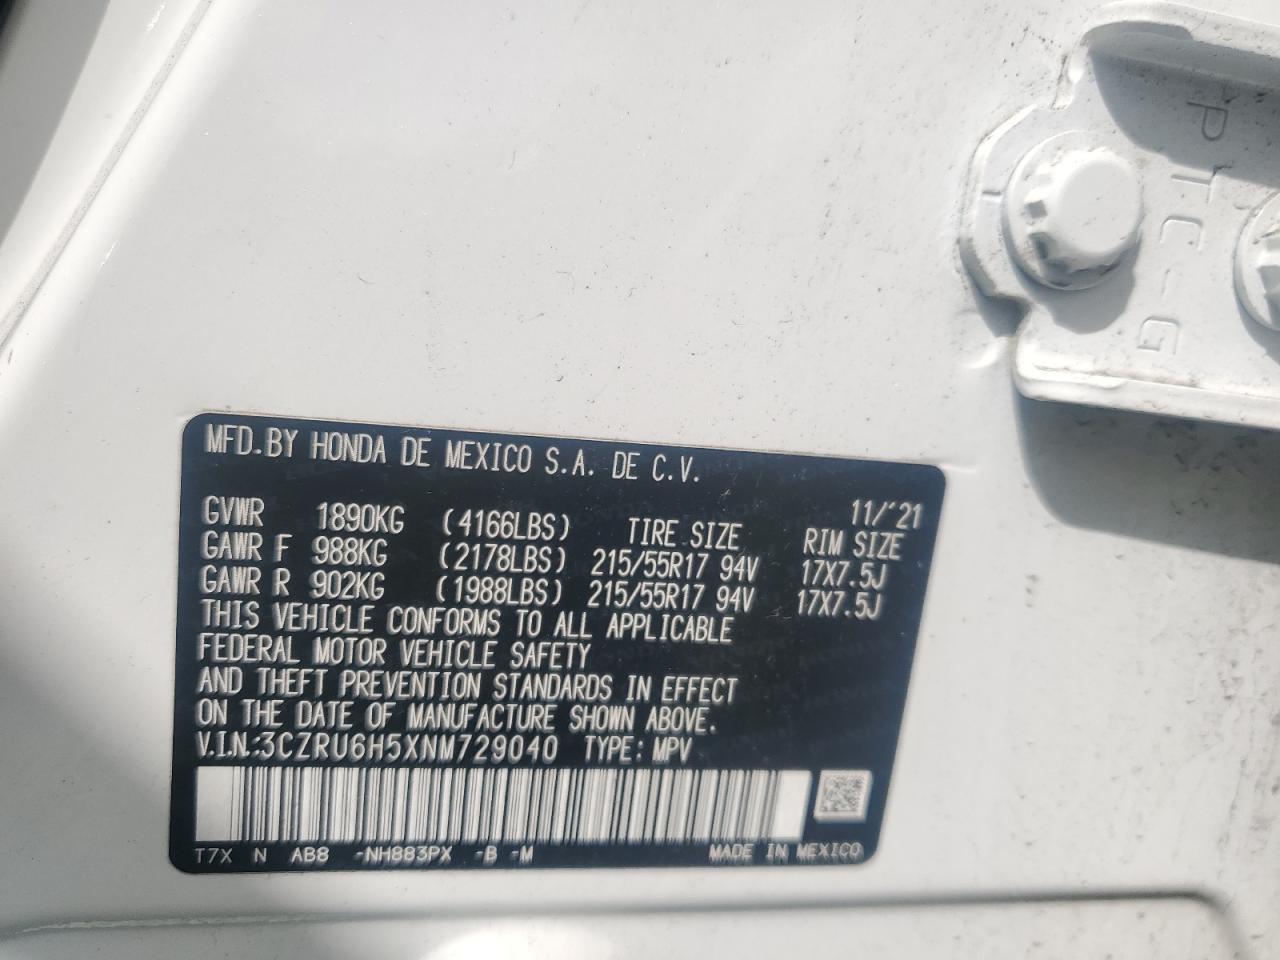 P T C - G
MFD.BY HONDA DE MEXICO S.A. DE C.V.
11/'21
GVWR 1890KG (4166LBS) TIRE SIZE RIM SIZE
GAWR F 988KG (2178LBS) 215/55R17 94V 17X7.5J
GAWR R 902KG (1988LBS) 215/55R17 94V 17X7.5J
THIS VEHICLE CONFORMS TO ALL APPLICABLE
FEDERAL MOTOR VEHICLE SAFETY
AND THEFT PREVENTION STANDARDS IN EFFECT
ON THE DATE OF MANUFACTURE SHOWN ABOVE.
V.I.N.:3CZRU6H5XNM729040 TYPE: MPV
T7X N AB8 -NH883PX -B -M MADE IN MEXICO